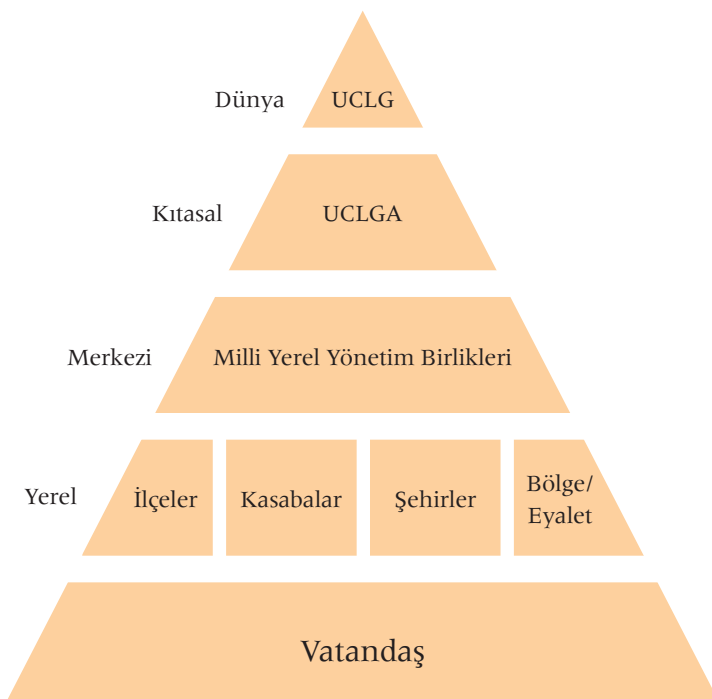 Dünya
UCLG
Kıtasal
UCLGA
Merkezi
Milli Yerel Yönetim Birlikleri
Yerel
İlçeler
Kasabalar
Şehirler
Bölge/
Eyalet
Vatandaş